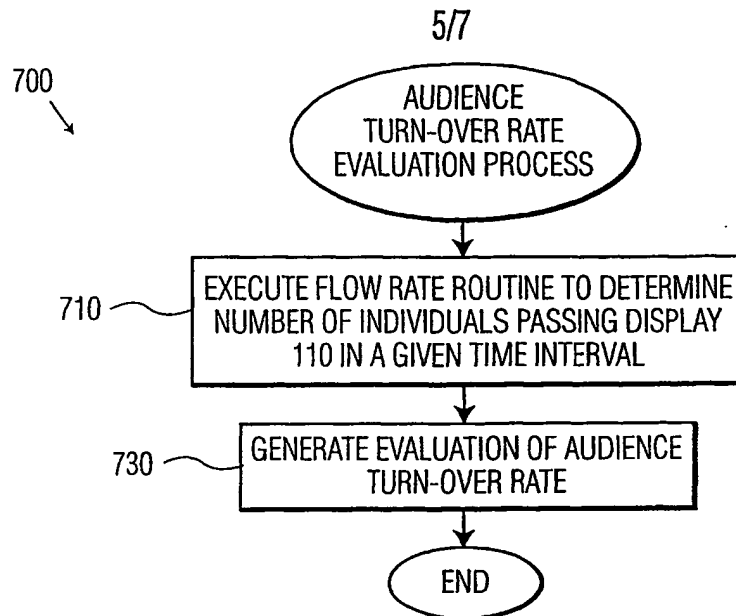 5/7
700
AUDIENCE
TURN-OVER RATE
EVALUATION PROCESS
710
EXECUTE FLOW RATE ROUTINE TO DETERMINE
NUMBER OF INDIVIDUALS PASSING DISPLAY
110 IN A GIVEN TIME INTERVAL
730
GENERATE EVALUATION OF AUDIENCE
TURN-OVER RATE
END